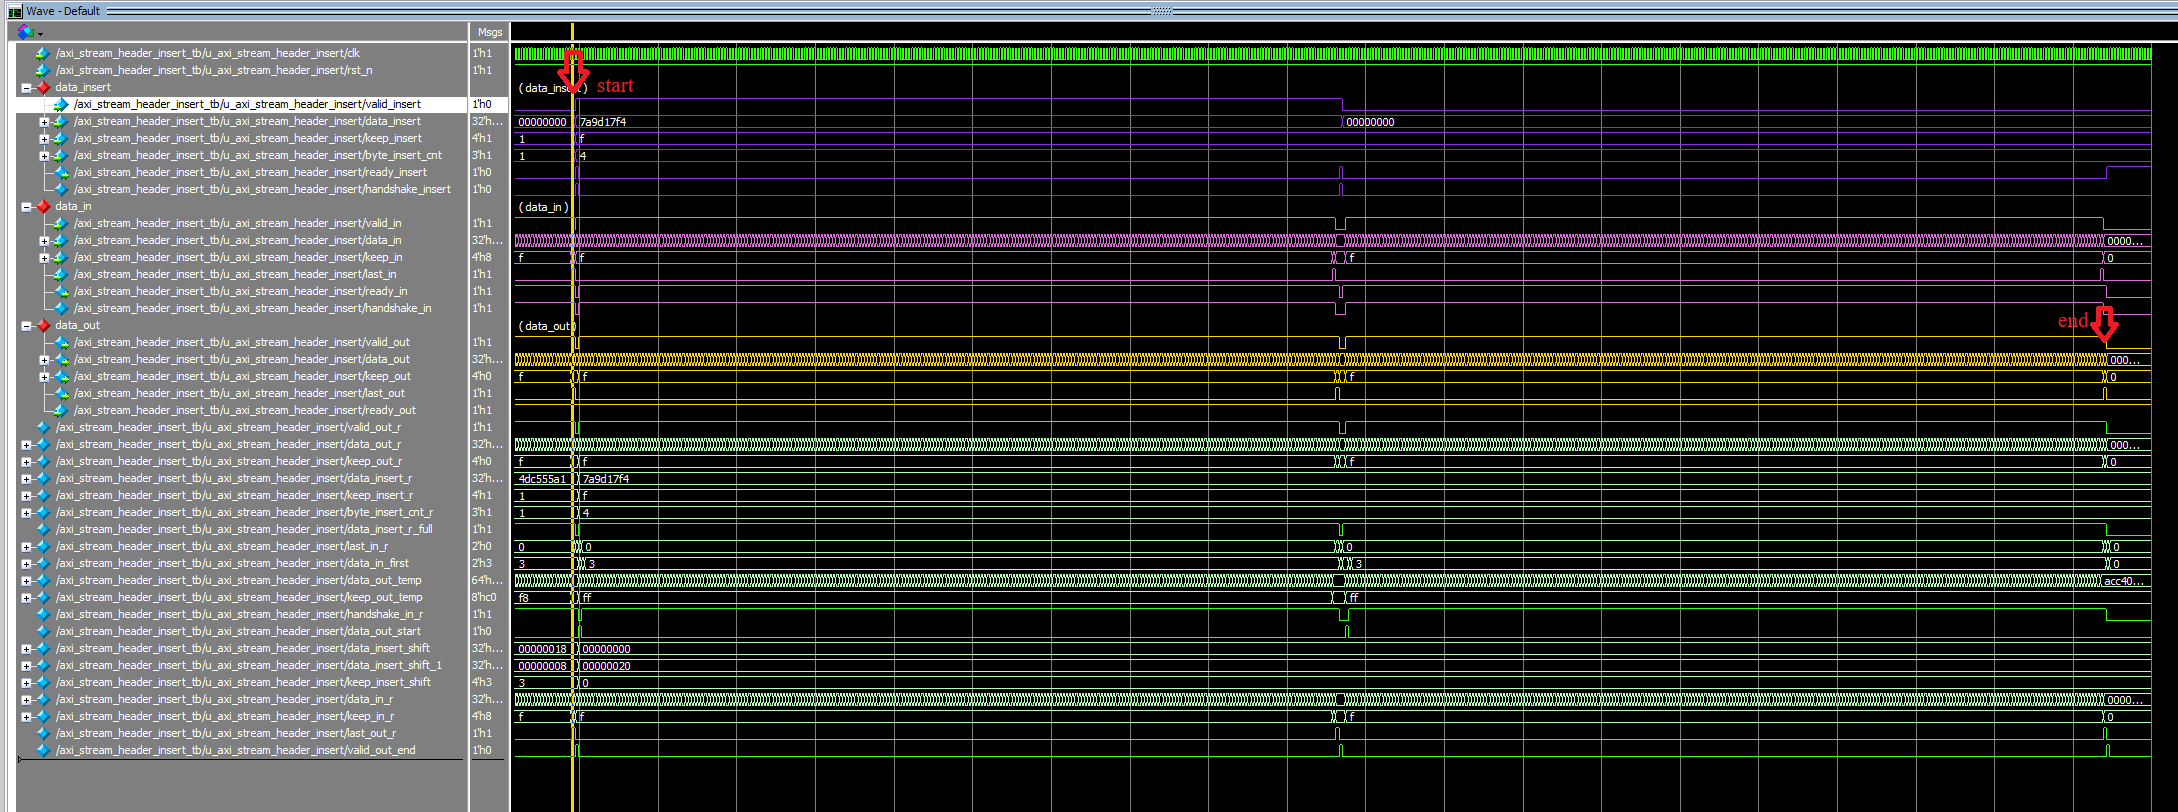 Wave - Default
Msgs
/axi_stream_header_insert_tb/u_axi_stream_header_insert/clk 1'h1
/axi_stream_header_insert_tb/u_axi_stream_header_insert/rst_n 1'h1
data_insert (data_insert) start
/axi_stream_header_insert_tb/u_axi_stream_header_insert/valid_insert 1'h0
/axi_stream_header_insert_tb/u_axi_stream_header_insert/data_insert 32'h... 00000000 7a9d17f4 00000000
/axi_stream_header_insert_tb/u_axi_stream_header_insert/keep_insert 4'h1 1 f
/axi_stream_header_insert_tb/u_axi_stream_header_insert/byte_insert_cnt 3'h1 1 4
/axi_stream_header_insert_tb/u_axi_stream_header_insert/ready_insert 1'h0
/axi_stream_header_insert_tb/u_axi_stream_header_insert/handshake_insert 1'h0
data_in (data_in)
/axi_stream_header_insert_tb/u_axi_stream_header_insert/valid_in 1'h1
/axi_stream_header_insert_tb/u_axi_stream_header_insert/data_in 32'h... 0000...
/axi_stream_header_insert_tb/u_axi_stream_header_insert/keep_in 4'h8 f f f 0
/axi_stream_header_insert_tb/u_axi_stream_header_insert/last_in 1'h1
/axi_stream_header_insert_tb/u_axi_stream_header_insert/ready_in 1'h1
/axi_stream_header_insert_tb/u_axi_stream_header_insert/handshake_in 1'h1
data_out (data_out) end
/axi_stream_header_insert_tb/u_axi_stream_header_insert/valid_out 1'h1
/axi_stream_header_insert_tb/u_axi_stream_header_insert/data_out 32'h... 000...
/axi_stream_header_insert_tb/u_axi_stream_header_insert/keep_out 4'h0 f f f 0
/axi_stream_header_insert_tb/u_axi_stream_header_insert/last_out 1'h1
/axi_stream_header_insert_tb/u_axi_stream_header_insert/ready_out 1'h1
/axi_stream_header_insert_tb/u_axi_stream_header_insert/valid_out_r 1'h1
/axi_stream_header_insert_tb/u_axi_stream_header_insert/data_out_r 32'h... 000...
/axi_stream_header_insert_tb/u_axi_stream_header_insert/keep_out_r 4'h0 f f f 0
/axi_stream_header_insert_tb/u_axi_stream_header_insert/data_insert_r 32'h... 4dc555a1 7a9d17f4
/axi_stream_header_insert_tb/u_axi_stream_header_insert/keep_insert_r 4'h1 1 f
/axi_stream_header_insert_tb/u_axi_stream_header_insert/byte_insert_cnt_r 3'h1 1 4
/axi_stream_header_insert_tb/u_axi_stream_header_insert/data_insert_r_full 1'h1
/axi_stream_header_insert_tb/u_axi_stream_header_insert/last_in_r 2'h0 0 0 0 0
/axi_stream_header_insert_tb/u_axi_stream_header_insert/data_in_first 2'h3 3 3 3 0
/axi_stream_header_insert_tb/u_axi_stream_header_insert/data_out_temp 64'h... acc40...
/axi_stream_header_insert_tb/u_axi_stream_header_insert/keep_out_temp 8'hc0 f8 ff ff
/axi_stream_header_insert_tb/u_axi_stream_header_insert/handshake_in_r 1'h1
/axi_stream_header_insert_tb/u_axi_stream_header_insert/data_out_start 1'h0
/axi_stream_header_insert_tb/u_axi_stream_header_insert/data_insert_shift 32'h... 00000018 00000000
/axi_stream_header_insert_tb/u_axi_stream_header_insert/data_insert_shift_1 32'h... 00000008 00000020
/axi_stream_header_insert_tb/u_axi_stream_header_insert/keep_insert_shift 4'h3 3 0
/axi_stream_header_insert_tb/u_axi_stream_header_insert/data_in_r 32'h... 0000...
/axi_stream_header_insert_tb/u_axi_stream_header_insert/keep_in_r 4'h8 f f f 0
/axi_stream_header_insert_tb/u_axi_stream_header_insert/last_out_r 1'h1
/axi_stream_header_insert_tb/u_axi_stream_header_insert/valid_out_end 1'h0